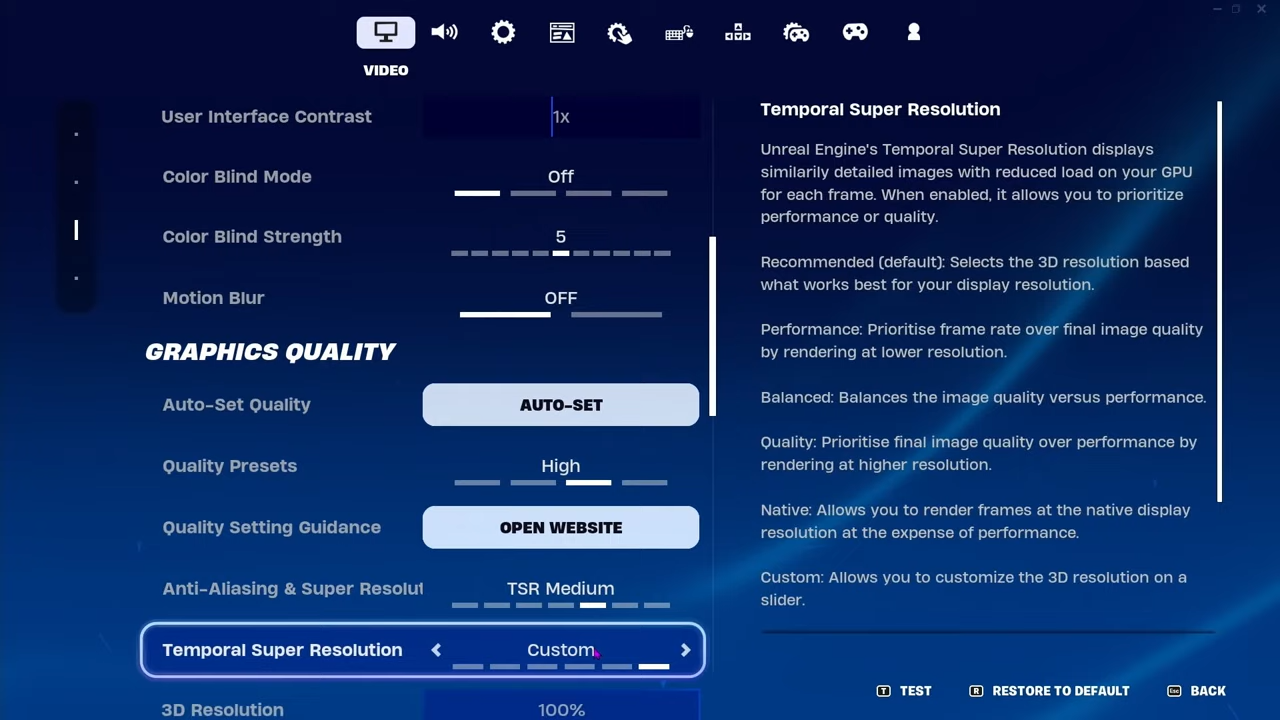 VIDEO
User Interface Contrast
1x
Color Blind Mode
Off
Color Blind Strength
5
Motion Blur
OFF
GRAPHICS QUALITY
Auto-Set Quality
AUTO-SET
Quality Presets
High
Quality Setting Guidance
OPEN WEBSITE
Anti-Aliasing & Super Resolut
TSR Medium
Temporal Super Resolution
Custom
3D Resolution
100%
Temporal Super Resolution
Unreal Engine's Temporal Super Resolution displays
similarily detailed images with reduced load on your GPU
for each frame. When enabled, it allows you to prioritize
performance or quality.
Recommended (default): Selects the 3D resolution based
what works best for your display resolution.
Performance: Prioritise frame rate over final image quality
by rendering at lower resolution.
Balanced: Balances the image quality versus performance.
Quality: Prioritise final image quality over performance by
rendering at higher resolution.
Native: Allows you to render frames at the native display
resolution at the expense of performance.
Custom: Allows you to customize the 3D resolution on a
slider.
T TEST
R RESTORE TO DEFAULT
Esc BACK